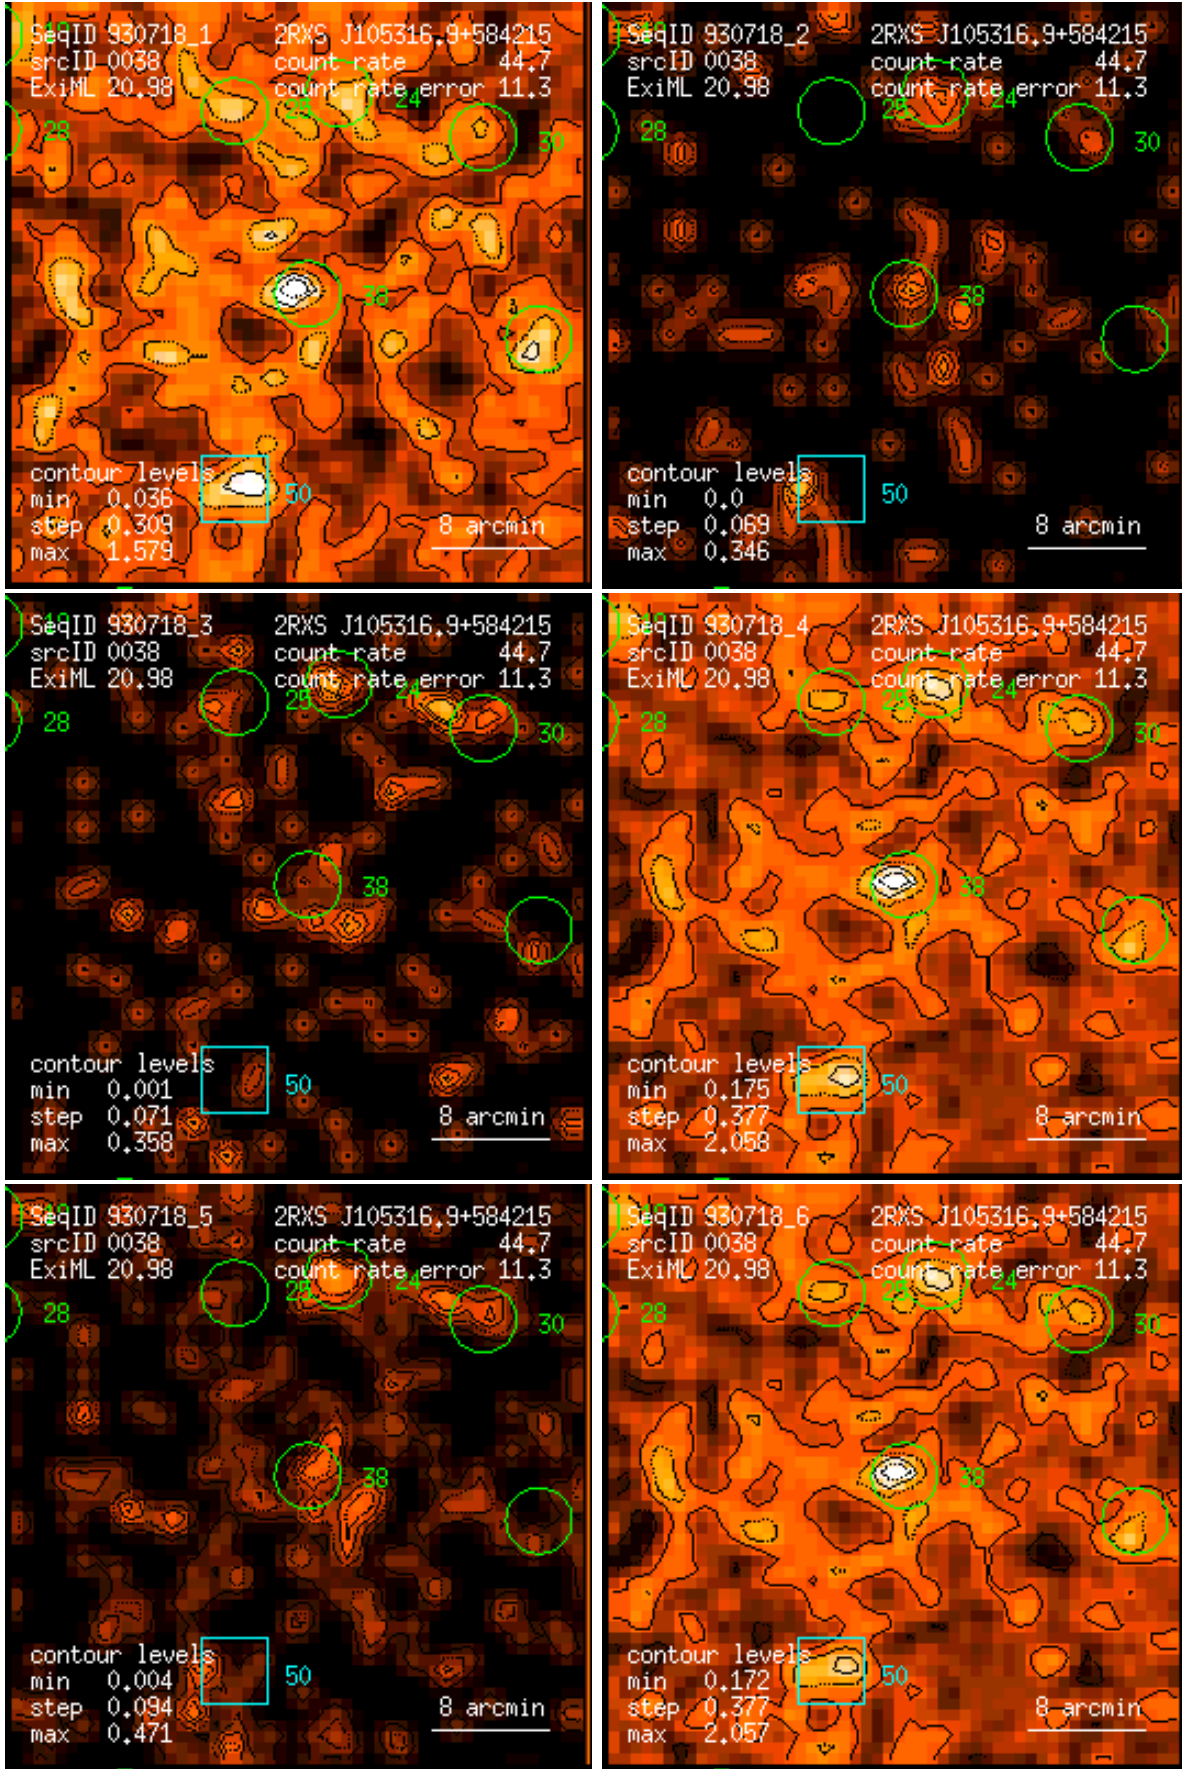 SeqID 930718_1 2RXS J105316.9+584215
srcID 0038 count rate 44.7
ExiML 20.98 count rate error 11.3
25 24
28 30
38
contour levels
min 0.036
50
step 0.309 8 arcmin
max 1.579
SeqID 930718_2 2RXS J105316.9+584215
srcID 0038 count rate 44.7
ExiML 20.98 count rate error 11.3
24
28 30
38
contour levels
min 0.0
50
step 0.069 8 arcmin
max 0.346
SeqID 930718_3 2RXS J105316.9+584215
srcID 0038 count rate 44.7
ExiML 20.98 count rate error 11.3
25 24
28 30
38
contour levels
min 0.001
50
step 0.071 8 arcmin
max 0.358
SeqID 930718_4 2RXS J105316.9+584215
srcID 0038 count rate 44.7
ExiML 20.98 count rate error 11.3
25 24
28 30
38
contour levels
min 0.175
50
step 0.377 8 arcmin
max 2.058
SeqID 930718_5 2RXS J105316.9+584215
srcID 0038 count rate 44.7
ExiML 20.98 count rate error 11.3
25 24
28 30
38
contour levels
min 0.004
50
step 0.094 8 arcmin
max 0.471
SeqID 930718_6 2RXS J105316.9+584215
srcID 0038 count rate 44.7
ExiML 20.98 count rate error 11.3
25 24
28 30
38
contour levels
min 0.172
50
step 0.377 8 arcmin
max 2.057